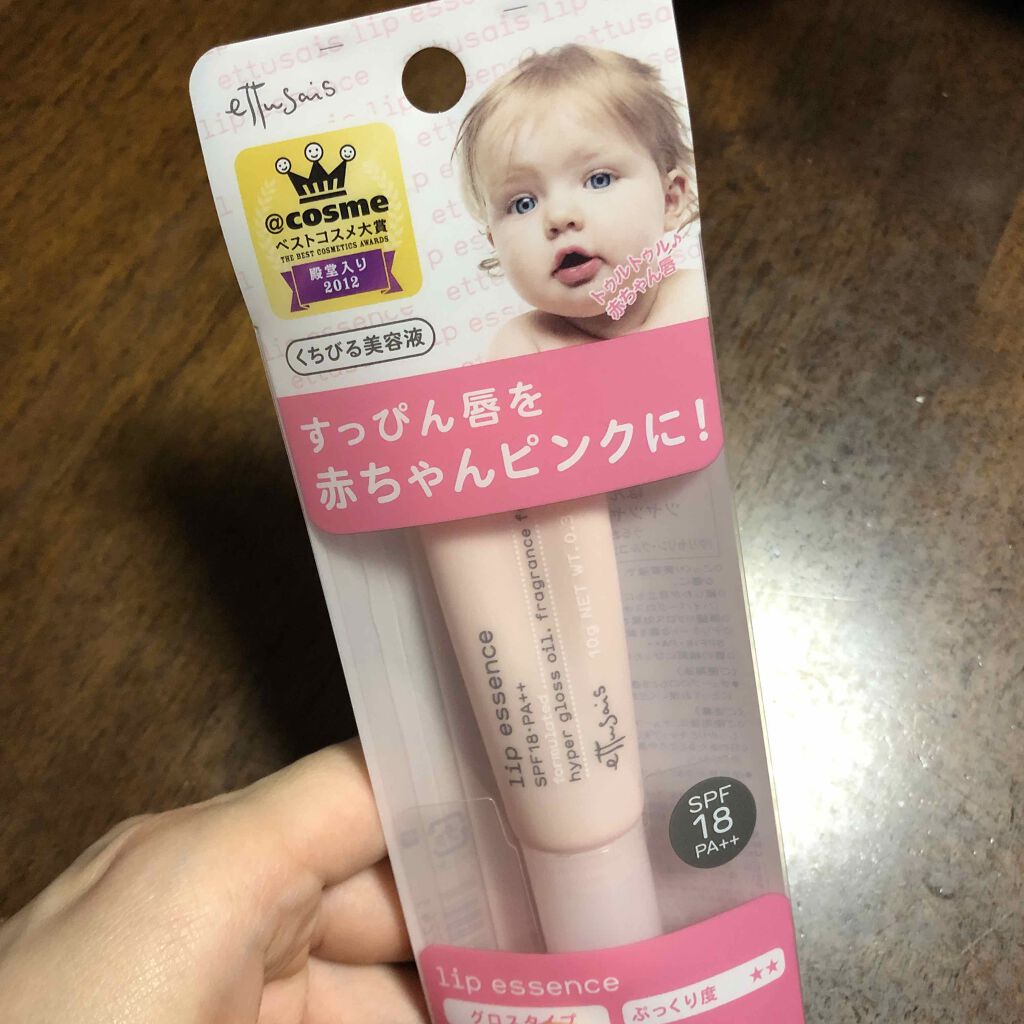 ettusais
@cosme
ベストコスメ大賞
THE BEST COSMETICS AWARDS
殿堂入り
2012
トゥルトゥル♪
赤ちゃん唇
くちびる美容液
すっぴん唇を
赤ちゃんピンクに!
lip essence
SPF18・PA++
formulated
hyper gloss oil. fragrance
10g NET WT.0.3
ettusais
SPF
18
PA++
lip essence
グロスタイプ
ぷっくり度 ★★